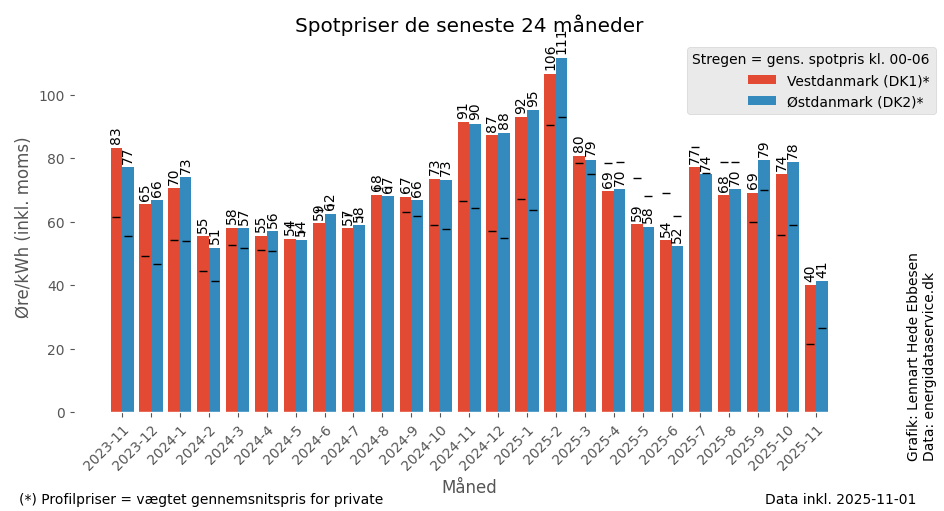 Spotpriser de seneste 24 måneder
Stregen = gens. spotpris kl. 00-06
Vestdanmark (DK1)*
Østdanmark (DK2)*
Øre/kWh (inkl. moms)
100
80
60
40
20
0
83 77 65 66 70 73 55 51 58 57 55 56 54 54 59 62 57 58 68 67 67 66 73 73 91 90 87 88 92 95 106 111 80 79 69 70 59 58 54 52 77 74 68 70 69 79 74 78 40 41
2023-11 2023-12 2024-1 2024-2 2024-3 2024-4 2024-5 2024-6 2024-7 2024-8 2024-9 2024-10 2024-11 2024-12 2025-1 2025-2 2025-3 2025-4 2025-5 2025-6 2025-7 2025-8 2025-9 2025-10 2025-11
Måned
Grafik: Lennart Hede Ebbesen
Data: energidataservice.dk
(*) Profilpriser = vægtet gennemsnitspris for private
Data inkl. 2025-11-01